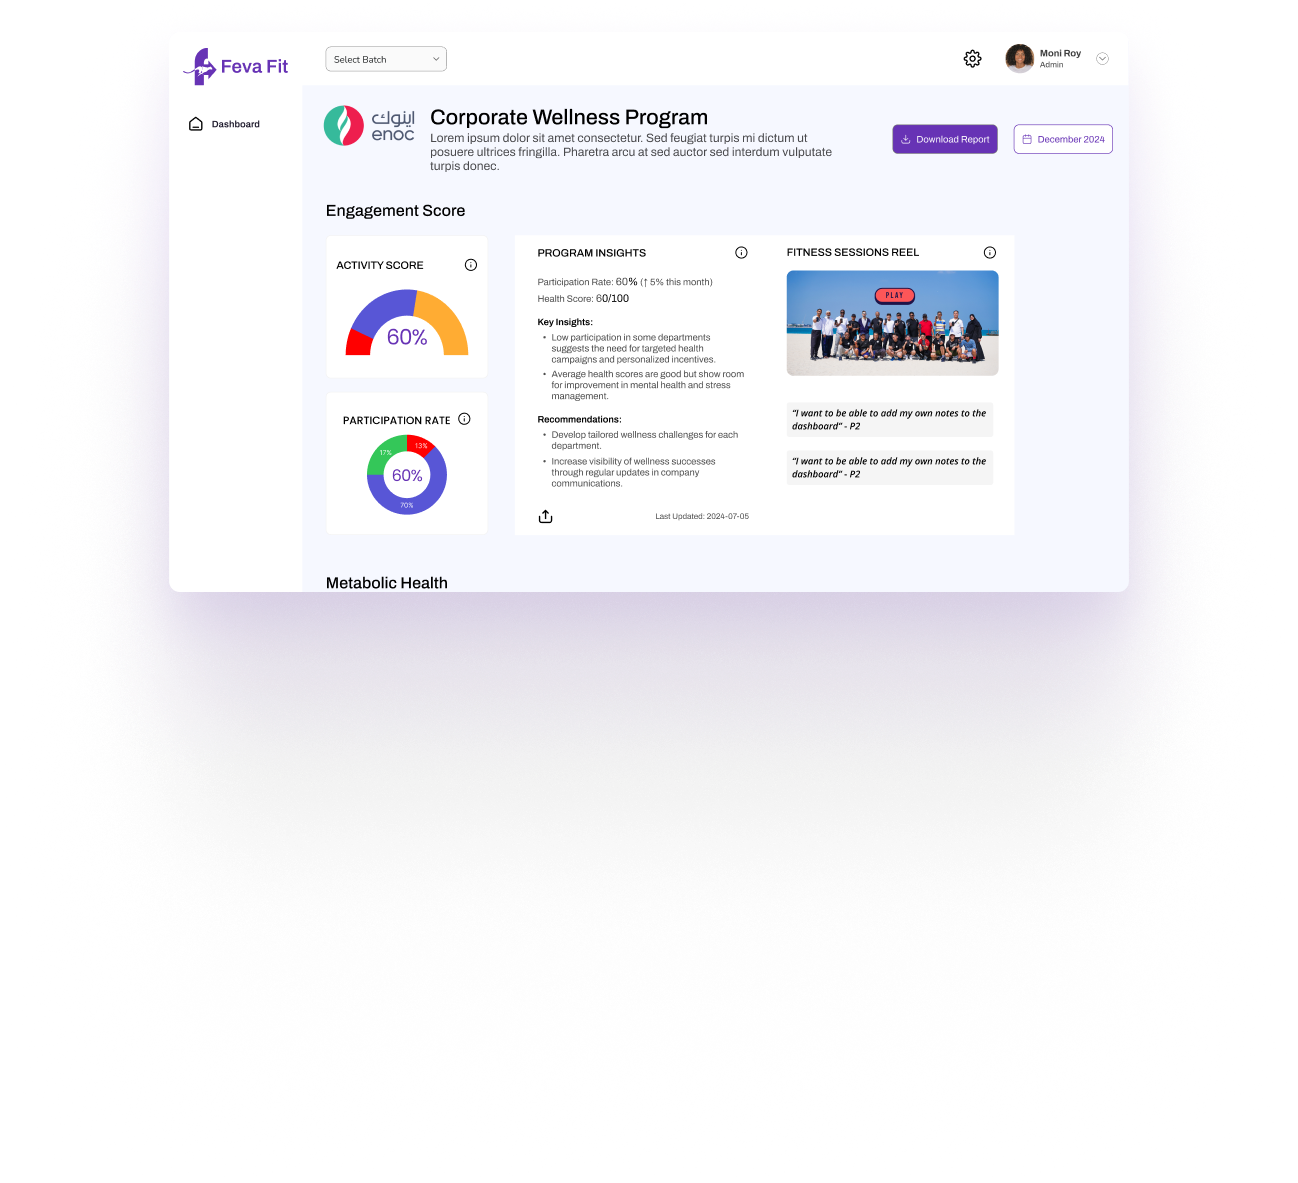 Feva Fit
Select Batch
Moni Roy
Admin
Dashboard
اينوك
enoc
Corporate Wellness Program
Lorem ipsum dolor sit amet consectetur. Sed feugiat turpis mi dictum ut
posuere ultrices fringilla. Pharetra arcu at sed auctor sed interdum vulputate
turpis donec.
Download Report
December 2024
Engagement Score
ACTIVITY SCORE
60%
PARTICIPATION RATE
13%
17%
60%
70%
PROGRAM INSIGHTS
Participation Rate: 60% (↑ 5% this month)
Health Score: 60/100
Key Insights:
• Low participation in some departments
suggests the need for targeted health
campaigns and personalized incentives.
• Average health scores are good but show room
for improvement in mental health and stress
management.
Recommendations:
• Develop tailored wellness challenges for each
department.
• Increase visibility of wellness successes
through regular updates in company
communications.
Last Updated: 2024-07-05
FITNESS SESSIONS REEL
PLAY
“I want to be able to add my own notes to the
dashboard” - P2
“I want to be able to add my own notes to the
dashboard” - P2
Metabolic Health